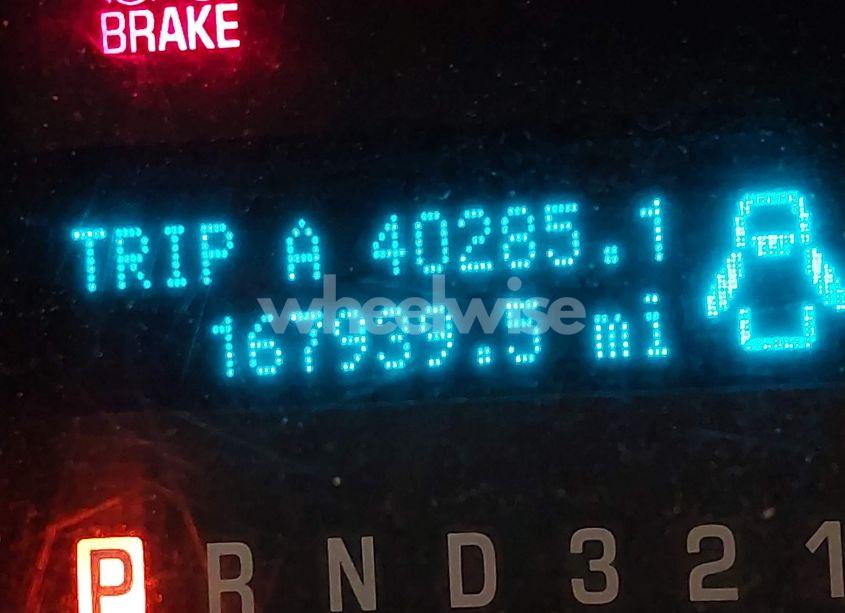 BRAKE
TRIP A 40285.1
167939.5 mi
wheelwise
P R N D 3 2 1